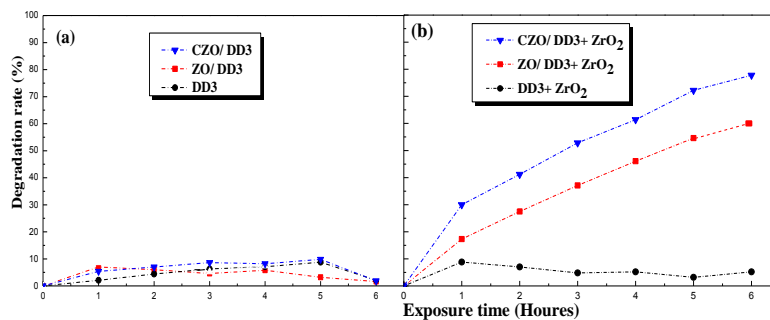 (a)
CZO/ DD3
ZO/ DD3
DD3
(b)
CZO/ DD3+ ZrO2
ZO/ DD3+ ZrO2
DD3+ ZrO2
Degradation rate (%)
100
90
80
70
60
50
40
30
20
10
0
0 1 2 3 4 5 6
0 1 2 3 4 5 6
Exposure time (Houres)